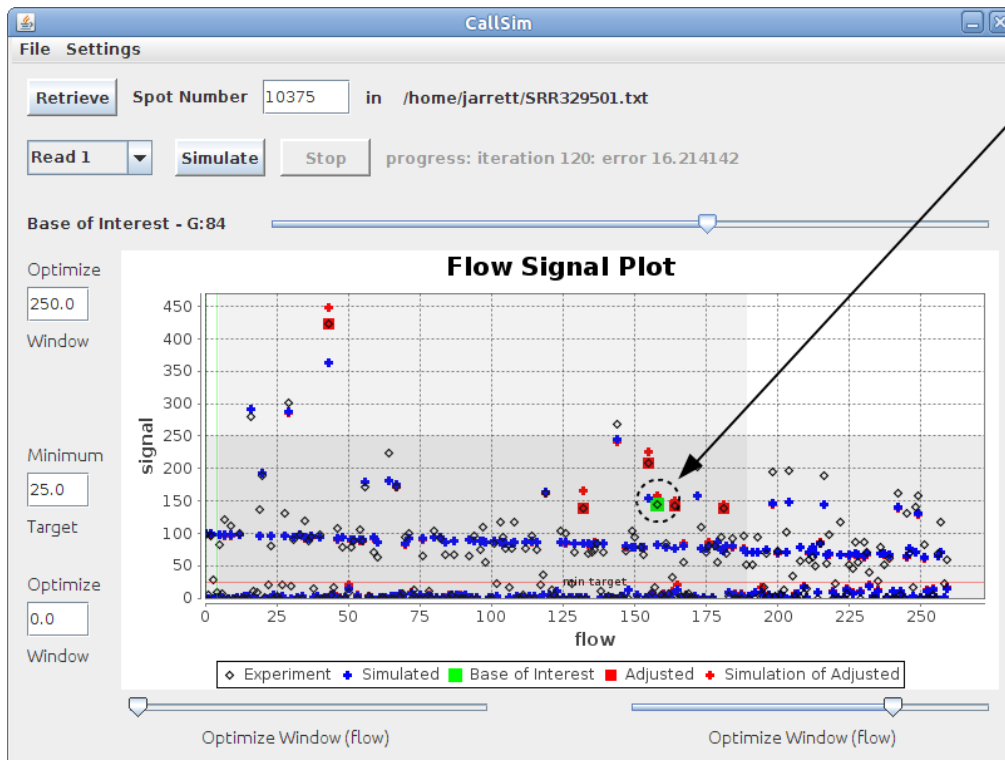 CallSim
File Settings
Retrieve Spot Number 10375 in /home/jarrett/SRR329501.txt
Read 1 Simulate Stop progress: iteration 120: error 16.214142
Base of Interest - G:84
Optimize
250.0
Window
Minimum
25.0
Target
Optimize
0.0
Window
Flow Signal Plot
signal
450
400
350
300
250
200
150
100
50
0
min target
0 25 50 75 100 125 150 175 200 225 250
flow
Experiment Simulated Base of Interest Adjusted Simulation of Adjusted
Optimize Window (flow) Optimize Window (flow)